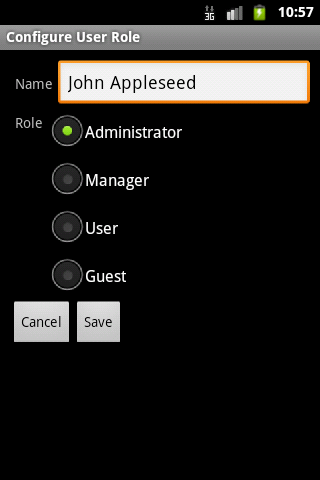 3G 10:57
Configure User Role
Name John Appleseed
Role Administrator
Manager
User
Guest
Cancel Save